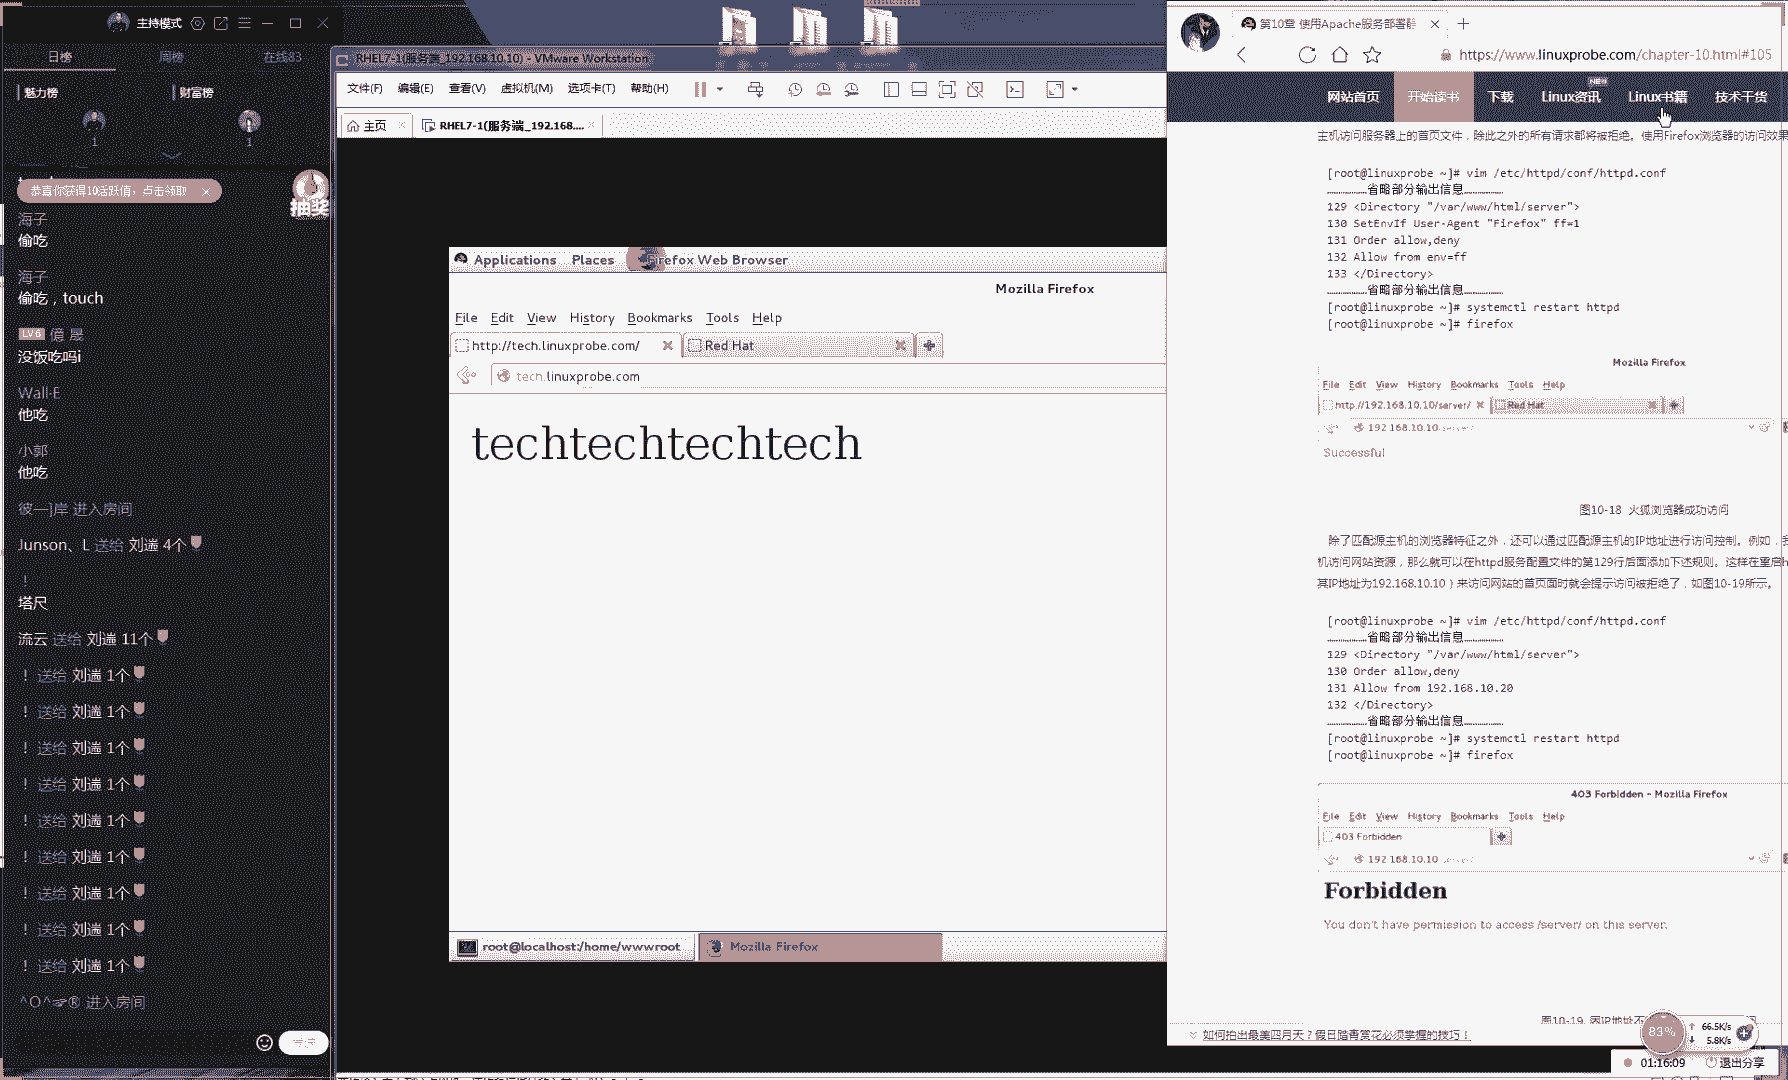 主持模式
日榜
周榜
在线83
魅力榜
财富榜
1
1
恭喜你获得10活跃值，点击领取
抽奖
海子
偷吃
海子
偷吃，touch
LV6 億 晟
没饭吃吗i
Wall·E
他吃
小郭
他吃
彼一]岸 进入房间
Junson、L 送给 刘遄 4个
！
塔尺
流云 送给 刘遄 11个
！ 送给 刘遄 1个
！ 送给 刘遄 1个
！ 送给 刘遄 1个
！ 送给 刘遄 1个
！ 送给 刘遄 1个
！ 送给 刘遄 1个
！ 送给 刘遄 1个
！ 送给 刘遄 1个
！ 送给 刘遄 1个
^O^☞® 进入房间
RHEL7-1(服务端_192.168.10.10) - VMware Workstation
文件(F) 编辑(E) 查看(V) 虚拟机(M) 选项卡(T) 帮助(H)
主页
RHEL7-1(服务端_192.168....
Applications Places Firefox Web Browser
Mozilla Firefox
File Edit View History Bookmarks Tools Help
http://tech.linuxprobe.com/
Red Hat
tech.linuxprobe.com
techtechtechtech
root@localhost:/home/wwwroot
Mozilla Firefox
第10章 使用Apache服务部署静
https://www.linuxprobe.com/chapter-10.html#105
网站首页 开始读书 下载 Linux资讯 NEW Linux书籍 技术干货
主机访问服务器上的首页文件，除此之外的所有请求都将被拒绝。使用Firefox浏览器的访问效果
[root@linuxprobe ~]# vim /etc/httpd/conf/httpd.conf
………………省略部分输出信息………………
129 <Directory "/var/www/html/server">
130 SetEnvIf User-Agent "Firefox" ff=1
131 Order allow,deny
132 Allow from env=ff
133 </Directory>
………………省略部分输出信息………………
[root@linuxprobe ~]# systemctl restart httpd
[root@linuxprobe ~]# firefox
Mozilla Firefox
File Edit View History Bookmarks Tools Help
http://192.168.10.10/server/
Red Hat
192.168.10.10/server/
Successful
图10-18 火狐浏览器成功访问
除了匹配源主机的浏览器特征之外，还可以通过匹配源主机的IP地址进行访问控制。例如，我
机访问网站资源，那么就可以在httpd服务配置文件的第129行后面添加下述规则。这样在重启h
其IP地址为192.168.10.10）来访问网站的首页面时就会提示访问被拒绝了，如图10-19所示。
[root@linuxprobe ~]# vim /etc/httpd/conf/httpd.conf
………………省略部分输出信息………………
129 <Directory "/var/www/html/server">
130 Order allow,deny
131 Allow from 192.168.10.20
132 </Directory>
………………省略部分输出信息………………
[root@linuxprobe ~]# systemctl restart httpd
[root@linuxprobe ~]# firefox
403 Forbidden - Mozilla Firefox
File Edit View History Bookmarks Tools Help
403 Forbidden
192.168.10.10/server/
Forbidden
You don't have permission to access /server/ on this server.
图10-19 因IP地址不
如何拍出最美四月天？假日踏青赏花必须掌握的技巧！
83%
66.5K/s
5.8K/s
01:16:09
退出分享